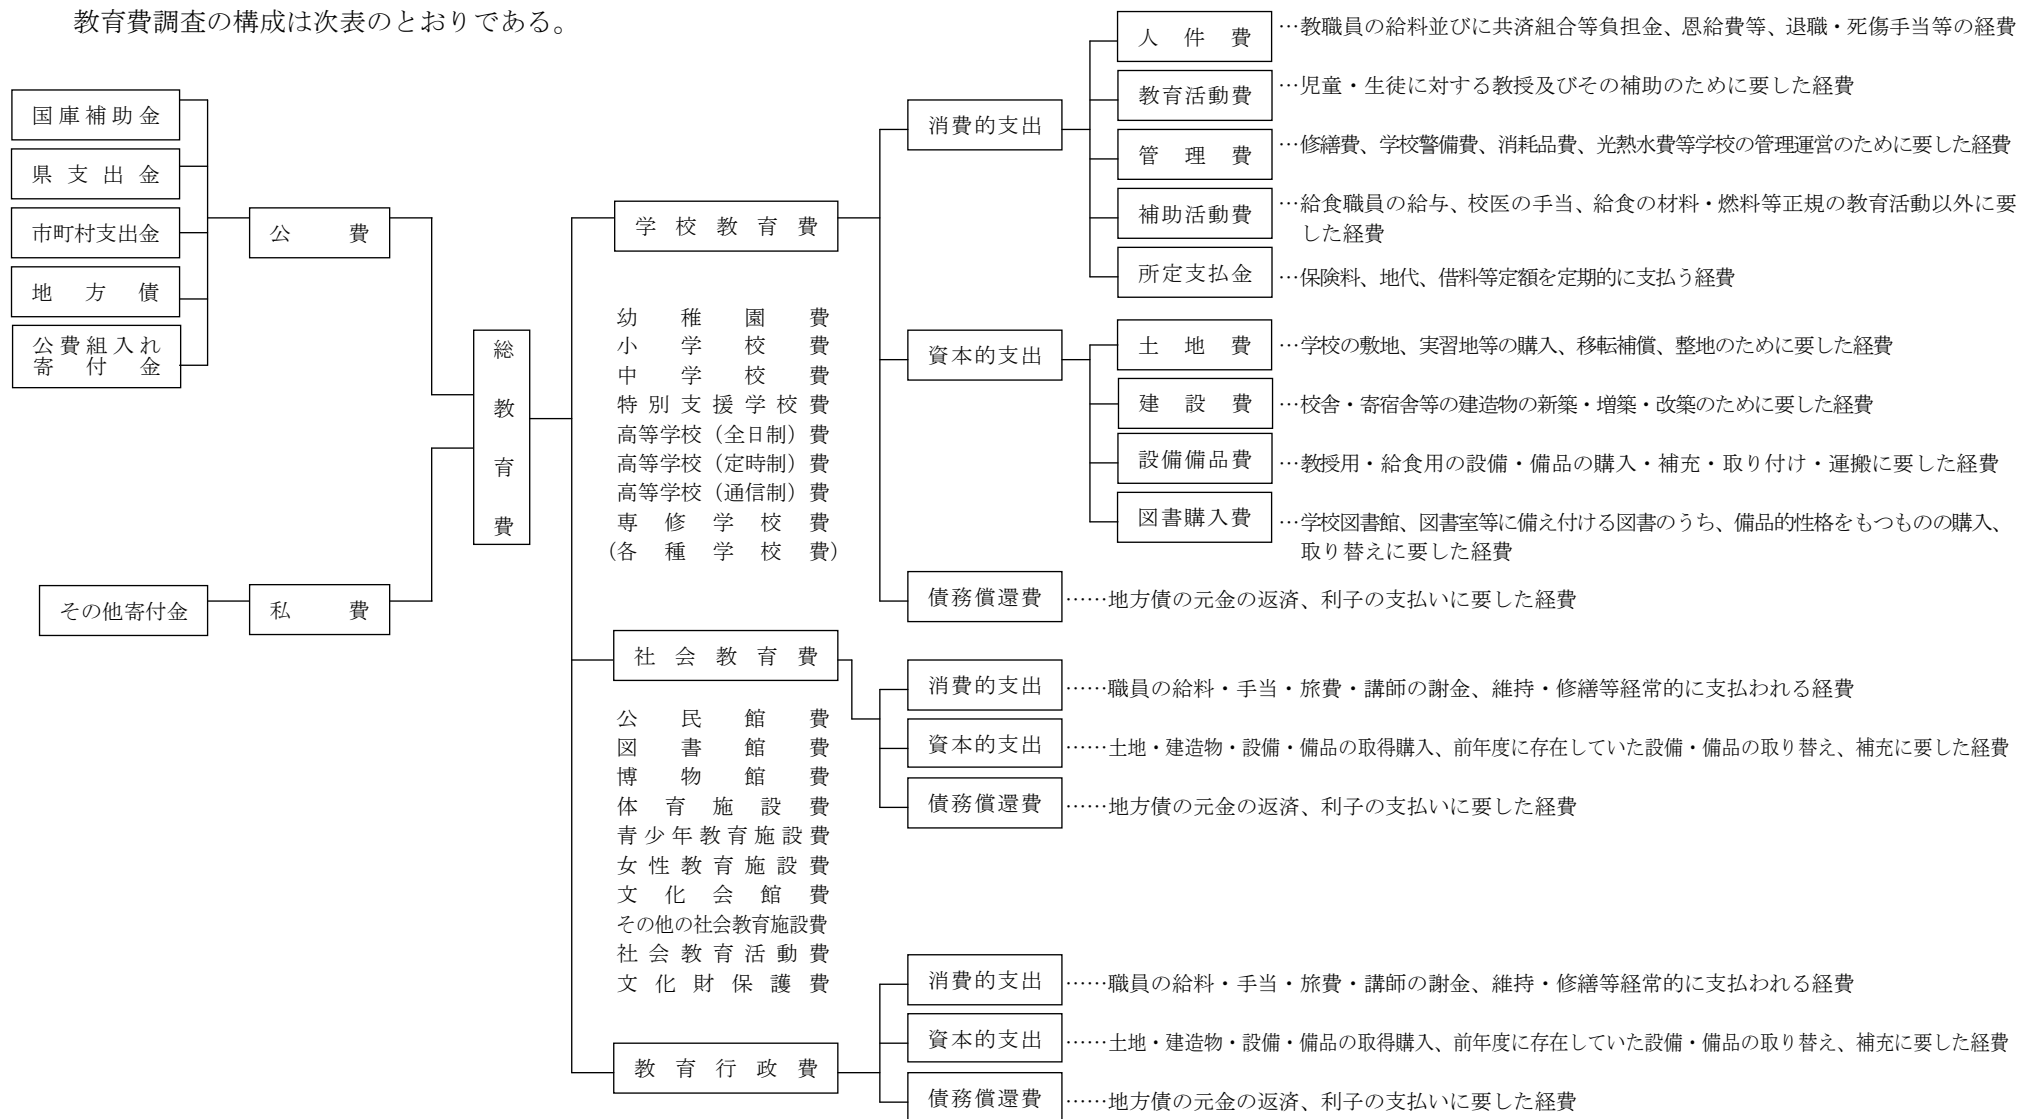 教育費調査の構成は次表のとおりである。
国庫補助金
県支出金
市町村支出金
地方債
公費組入れ
寄付金
公費
その他寄付金
私費
総教育費
学校教育費
幼稚園費
小学校費
中学校費
特別支援学校費
高等学校（全日制）費
高等学校（定時制）費
高等学校（通信制）費
専修学校費
（各種学校費）
消費的支出
人件費
…教職員の給料並びに共済組合等負担金、恩給費等、退職・死傷手当等の経費
教育活動費
…児童・生徒に対する教授及びその補助のために要した経費
管理費
…修繕費、学校警備費、消耗品費、光熱水費等学校の管理運営のために要した経費
補助活動費
…給食職員の給与、校医の手当、給食の材料・燃料等正規の教育活動以外に要
した経費
所定支払金
…保険料、地代、借料等定額を定期的に支払う経費
資本的支出
土地費
…学校の敷地、実習地等の購入、移転補償、整地のために要した経費
建設費
…校舎・寄宿舎等の建造物の新築・増築・改築のために要した経費
設備備品費
…教授用・給食用の設備・備品の購入・補充・取り付け・運搬に要した経費
図書購入費
…学校図書館、図書室等に備え付ける図書のうち、備品的性格をもつものの購入、
取り替えに要した経費
債務償還費
……地方債の元金の返済、利子の支払いに要した経費
社会教育費
公民館費
図書館費
博物館費
体育施設費
青少年教育施設費
女性教育施設費
文化会館費
その他の社会教育施設費
社会教育活動費
文化財保護費
消費的支出
……職員の給料・手当・旅費・講師の謝金、維持・修繕等経常的に支払われる経費
資本的支出
……土地・建造物・設備・備品の取得購入、前年度に存在していた設備・備品の取り替え、補充に要した経費
債務償還費
……地方債の元金の返済、利子の支払いに要した経費
教育行政費
消費的支出
……職員の給料・手当・旅費・講師の謝金、維持・修繕等経常的に支払われる経費
資本的支出
……土地・建造物・設備・備品の取得購入、前年度に存在していた設備・備品の取り替え、補充に要した経費
債務償還費
……地方債の元金の返済、利子の支払いに要した経費